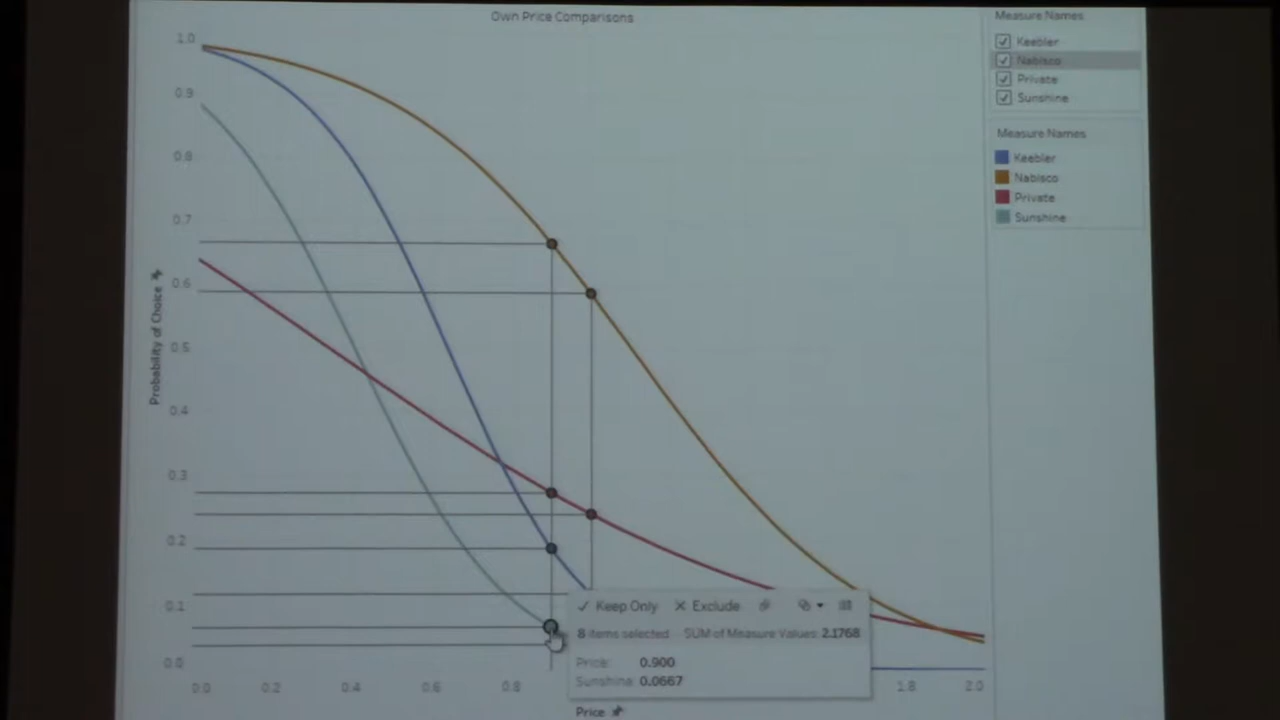 Own Price Comparisons
1.0
0.9
0.8
0.7
0.6
0.5
0.4
0.3
0.2
0.1
0.0
Probability of Choice
0.0 0.2 0.4 0.6 0.8 1.8 2.0
Price
Keep Only Exclude
8 items selected SUM of Measure Values: 2.1768
Price: 0.900
Sunshine: 0.0667
Measure Names
Keebler
Nabisco
Private
Sunshine
Measure Names
Keebler
Nabisco
Private
Sunshine